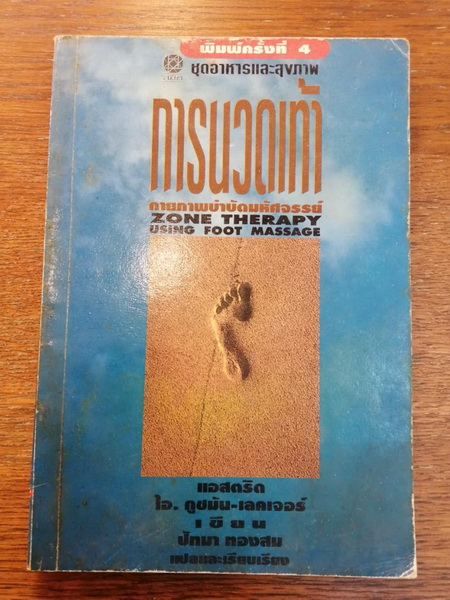 พิมพ์ครั้งที่ 4
ชุดอาหารและสุขภาพ
การนวดเท้า
กายภาพบำบัดมหัศจรรย์
ZONE THERAPY
USING FOOT MASSAGE
แอสตริด
ไอ. กูชมัน-เลคเจอร์
เขียน
ปัทมา ทองสม
แปลและเรียบเรียง